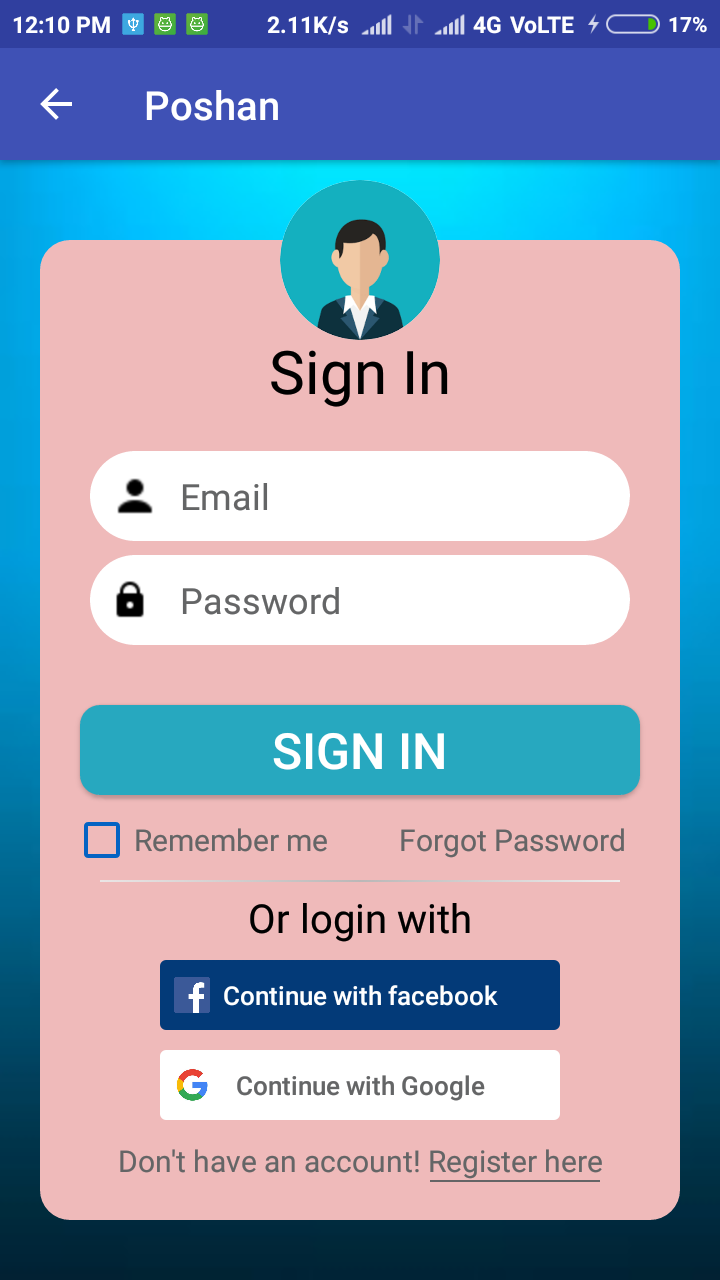 12:10 PM 2.11K/s 4G VoLTE 17%
Poshan
Sign In
Email
Password
SIGN IN
Remember me Forgot Password
Or login with
f Continue with facebook
G Continue with Google
Don't have an account! Register here